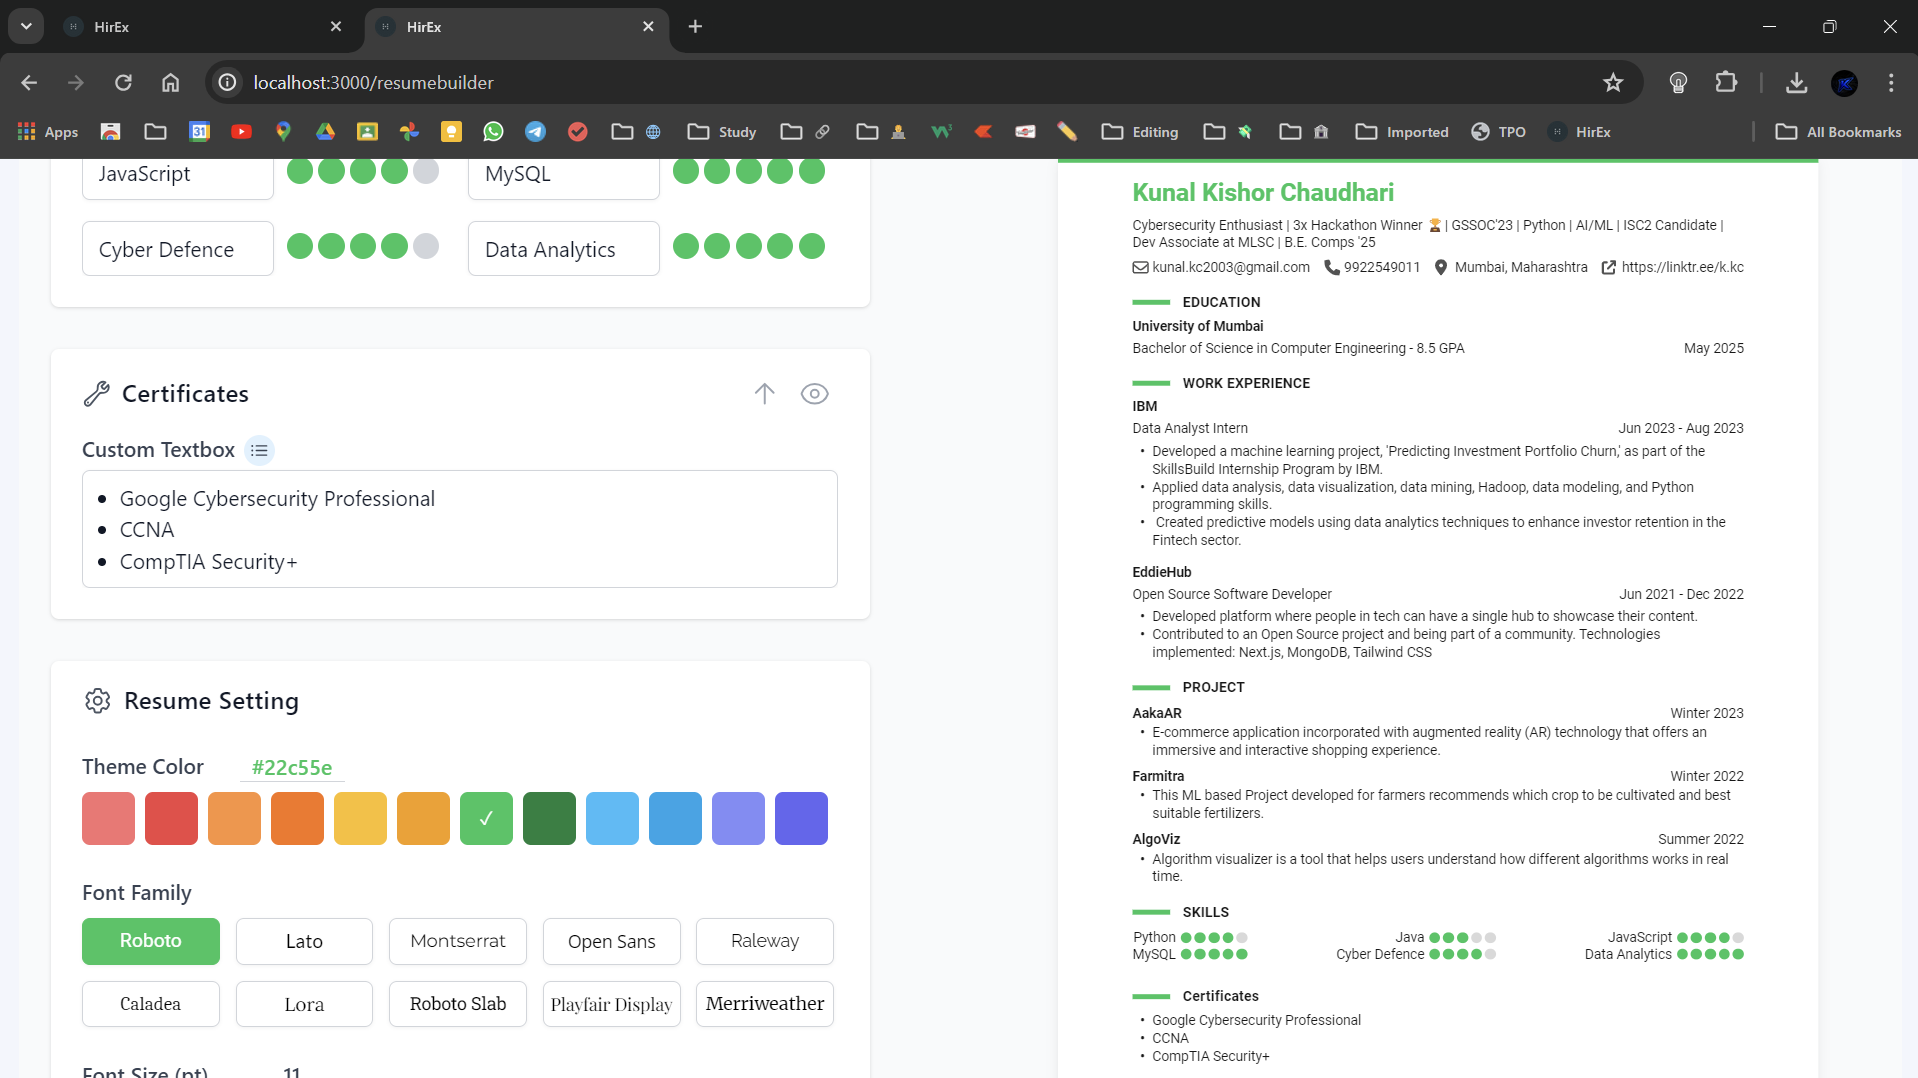 HirEx
HirEx
localhost:3000/resumebuilder
Apps
31
Study
Editing
Imported
TPO
HirEx
All Bookmarks
JavaScript
MySQL
Cyber Defence
Data Analytics
Certificates
Custom Textbox
Google Cybersecurity Professional
CCNA
CompTIA Security+
Resume Setting
Theme Color #22c55e
Font Family
Roboto
Lato
Montserrat
Open Sans
Raleway
Caladea
Lora
Roboto Slab
Playfair Display
Merriweather
Font Size (pt) 11
Kunal Kishor Chaudhari
Cybersecurity Enthusiast | 3x Hackathon Winner 🏆 | GSSOC'23 | Python | AI/ML | ISC2 Candidate |
Dev Associate at MLSC | B.E. Comps '25
kunal.kc2003@gmail.com 9922549011 Mumbai, Maharashtra https://linktr.ee/k.kc
EDUCATION
University of Mumbai
Bachelor of Science in Computer Engineering - 8.5 GPA May 2025
WORK EXPERIENCE
IBM
Data Analyst Intern Jun 2023 - Aug 2023
• Developed a machine learning project, 'Predicting Investment Portfolio Churn,' as part of the
SkillsBuild Internship Program by IBM.
• Applied data analysis, data visualization, data mining, Hadoop, data modeling, and Python
programming skills.
• Created predictive models using data analytics techniques to enhance investor retention in the
Fintech sector.
EddieHub
Open Source Software Developer Jun 2021 - Dec 2022
• Developed platform where people in tech can have a single hub to showcase their content.
• Contributed to an Open Source project and being part of a community. Technologies
implemented: Next.js, MongoDB, Tailwind CSS
PROJECT
AakaAR Winter 2023
• E-commerce application incorporated with augmented reality (AR) technology that offers an
immersive and interactive shopping experience.
Farmitra Winter 2022
• This ML based Project developed for farmers recommends which crop to be cultivated and best
suitable fertilizers.
AlgoViz Summer 2022
• Algorithm visualizer is a tool that helps users understand how different algorithms works in real
time.
SKILLS
Python Java JavaScript
MySQL Cyber Defence Data Analytics
Certificates
• Google Cybersecurity Professional
• CCNA
• CompTIA Security+